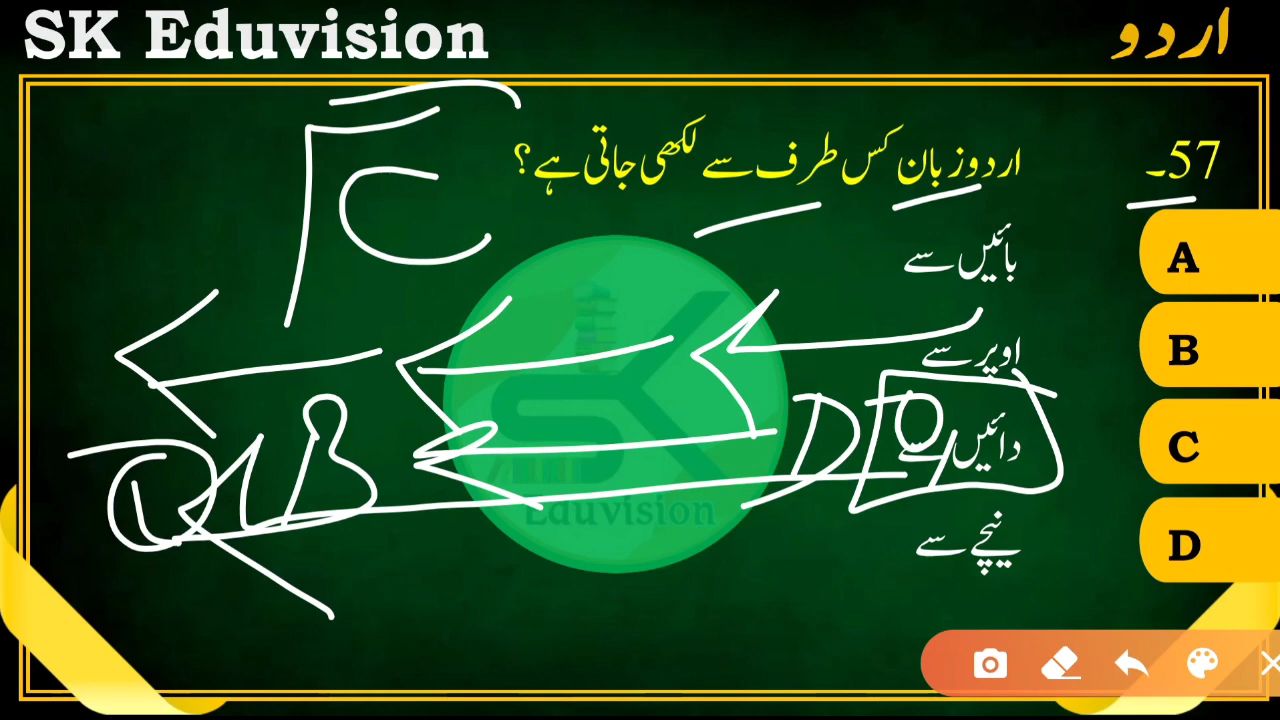 SK Eduvision
اردو
57۔ اردو زبان کس طرف سے لکھی جاتی ہے؟
A بائیں سے
B اوپر سے
C دائیں سے
D نیچے سے
SK
Eduvision